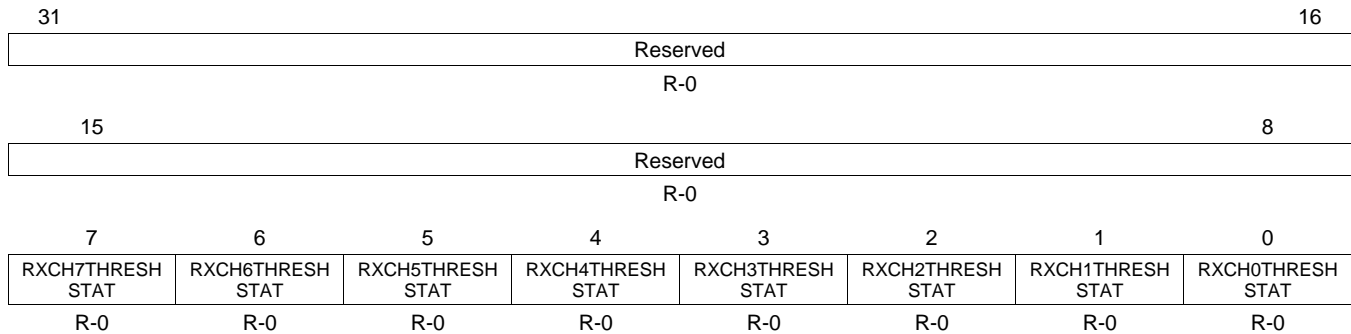 31 16
Reserved
R-0
15 8
Reserved
R-0
7 6 5 4 3 2 1 0
RXCH7THRESH RXCH6THRESH RXCH5THRESH RXCH4THRESH RXCH3THRESH RXCH2THRESH RXCH1THRESH RXCH0THRESH
STAT STAT STAT STAT STAT STAT STAT STAT
R-0 R-0 R-0 R-0 R-0 R-0 R-0 R-0